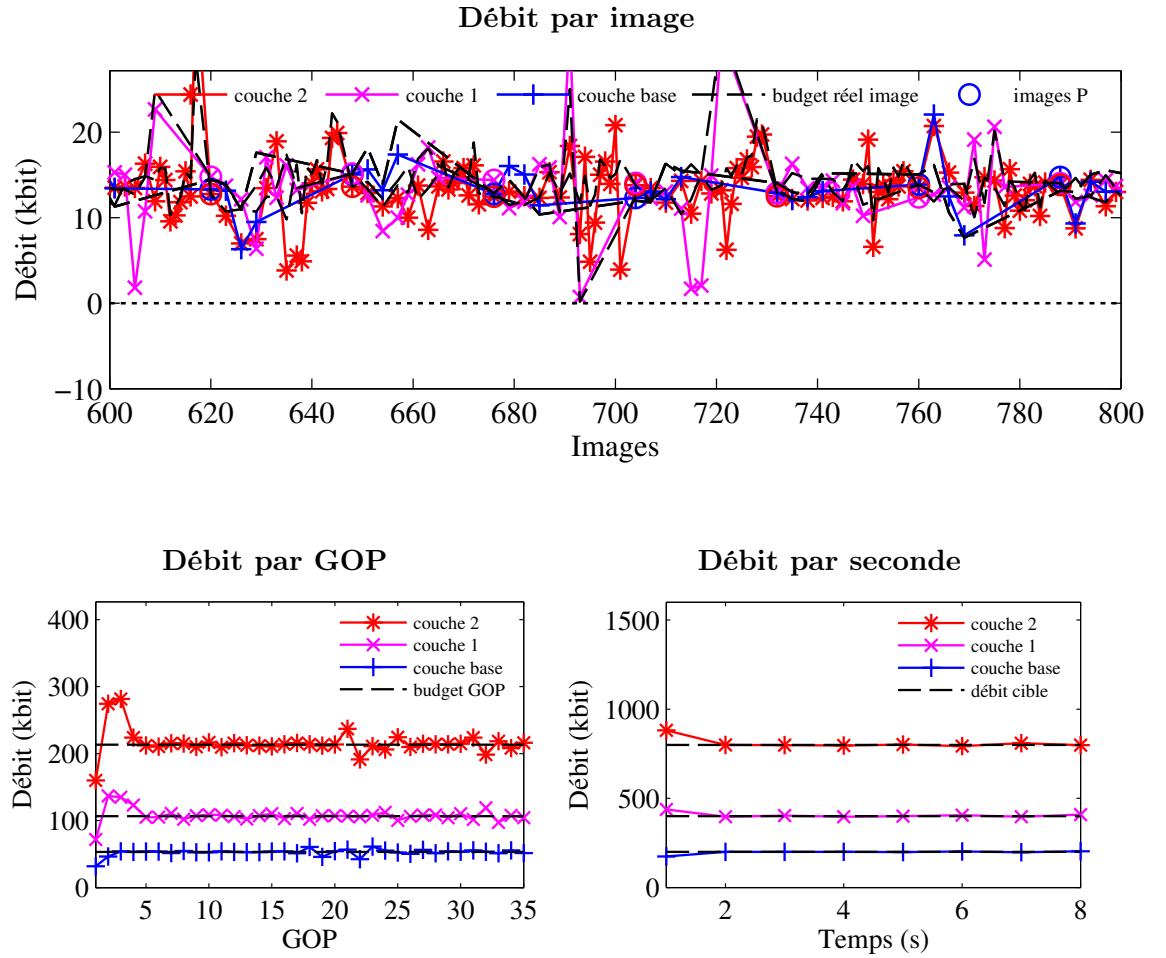 Débit par image
couche 2 couche 1 couche base budget réel image images P
20
10
0
−10
Débit (kbit)
600 620 640 660 680 700 720 740 760 780 800
Images
Débit par GOP
400
300
200
100
0
Débit (kbit)
couche 2
couche 1
couche base
budget GOP
5 10 15 20 25 30 35
GOP
Débit par seconde
1500
1000
500
0
Débit (kbit)
couche 2
couche 1
couche base
débit cible
2 4 6 8
Temps (s)